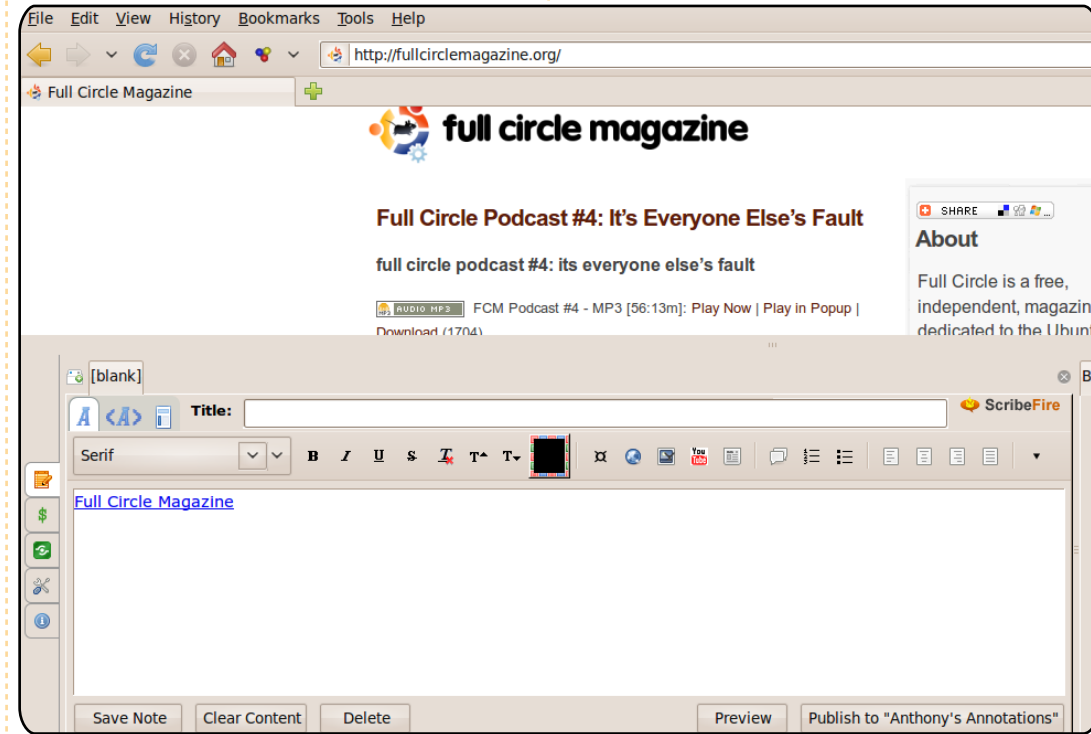 File Edit View History Bookmarks Tools Help
http://fullcirclemagazine.org/
Full Circle Magazine
full circle magazine
Full Circle Podcast #4: It's Everyone Else's Fault
full circle podcast #4: its everyone else's fault
AUDIO MP3 FCM Podcast #4 - MP3 [56:13m]: Play Now | Play in Popup |
Download (1704)
SHARE
About
Full Circle is a free,
independent, magazin
dedicated to the Ubunt
[blank]
B
Title:
ScribeFire
Serif
Full Circle Magazine
Save Note Clear Content Delete Preview Publish to "Anthony's Annotations"